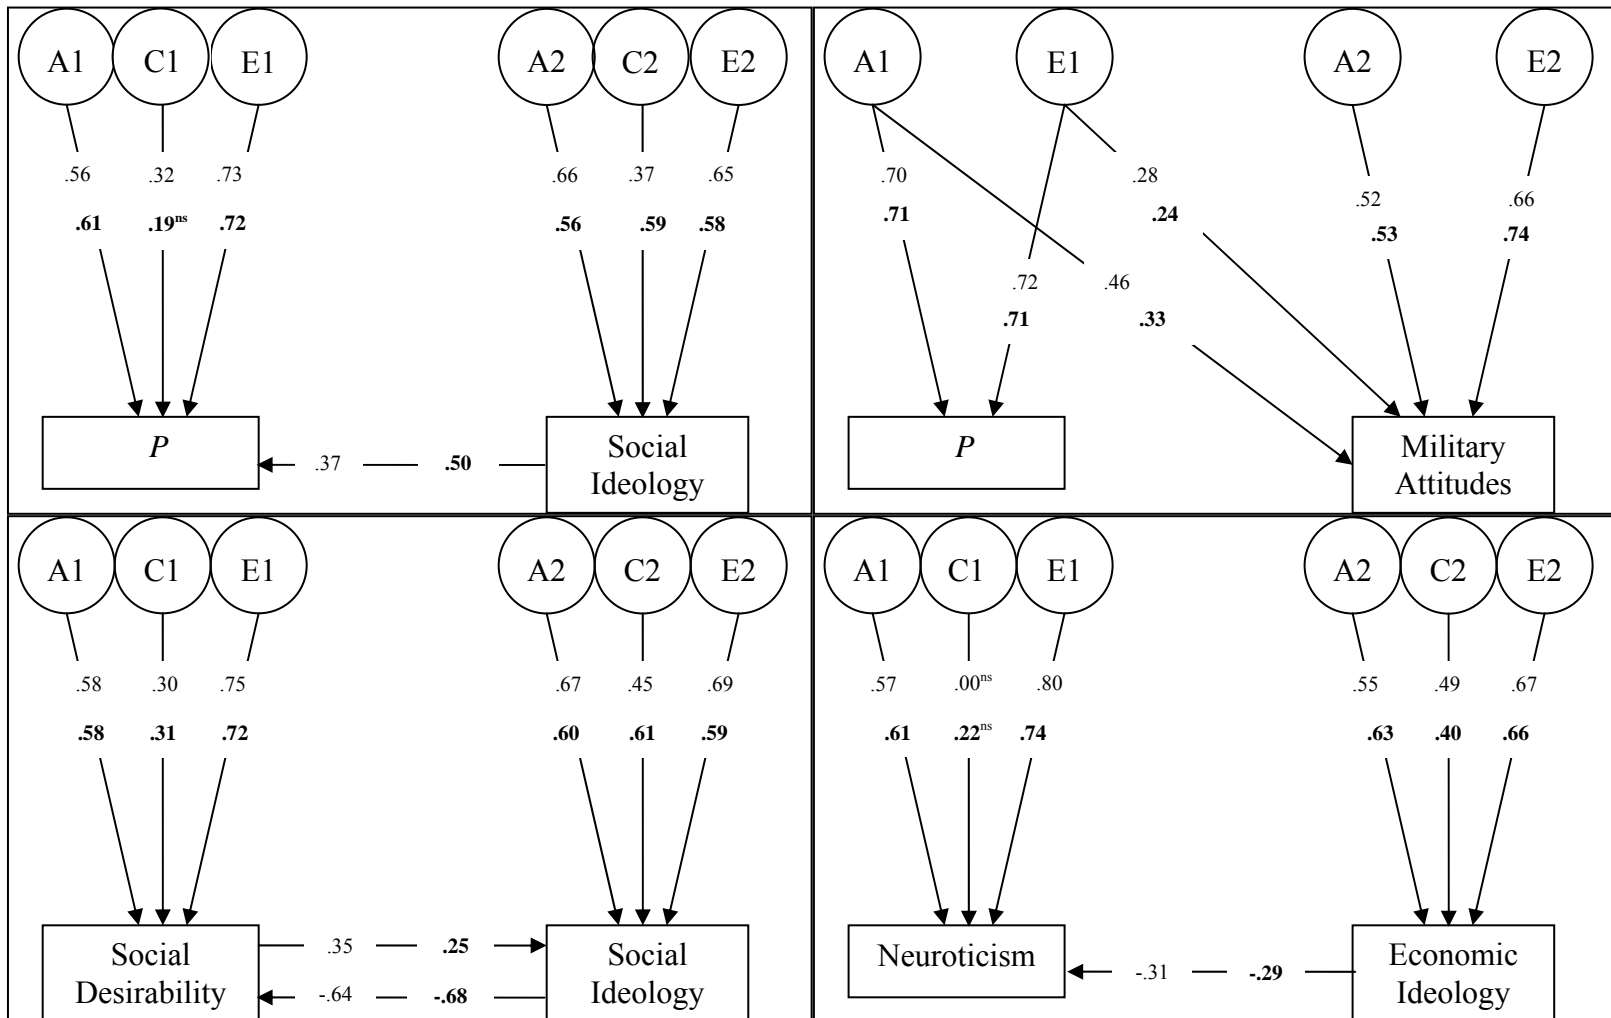 A1 C1 E1 A2 C2 E2
.56 .32 .73 .66 .37 .65
.61 .19ns .72 .56 .59 .58
P
Social
Ideology
.37 .50
A1 E1 A2 E2
.70 .28 .52 .66
.71 .24 .53 .74
.72 .46
.71 .33
P
Military
Attitudes
A1 C1 E1 A2 C2 E2
.58 .30 .75 .67 .45 .69
.58 .31 .72 .60 .61 .59
Social
Desirability
.35 .25
-.64 -.68
Social
Ideology
A1 C1 E1 A2 C2 E2
.57 .00ns .80 .55 .49 .67
.61 .22ns .74 .63 .40 .66
Neuroticism
-.31 -.29
Economic
Ideology